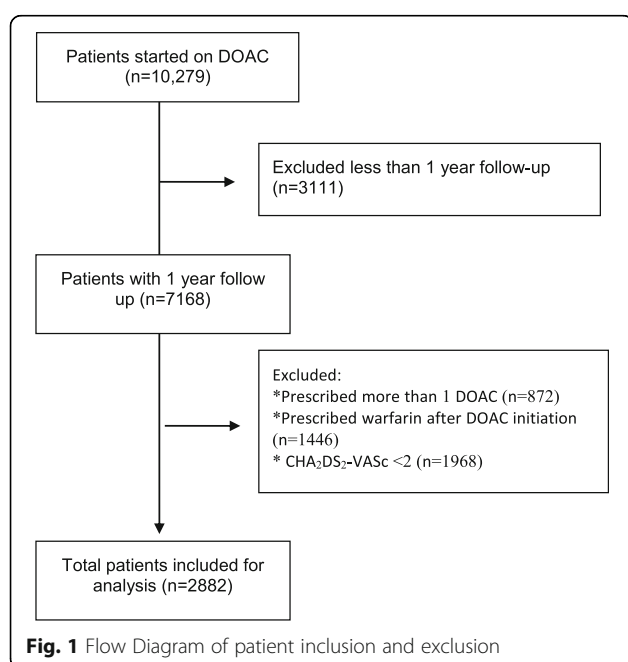 Patients started on DOAC
(n=10,279)
Excluded less than 1 year follow-up
(n=3111)
Patients with 1 year follow
up (n=7168)
Excluded:
*Prescribed more than 1 DOAC (n=872)
*Prescribed warfarin after DOAC initiation
(n=1446)
* CHA₂DS₂-VASc <2 (n=1968)
Total patients included for
analysis (n=2882)
Fig. 1 Flow Diagram of patient inclusion and exclusion